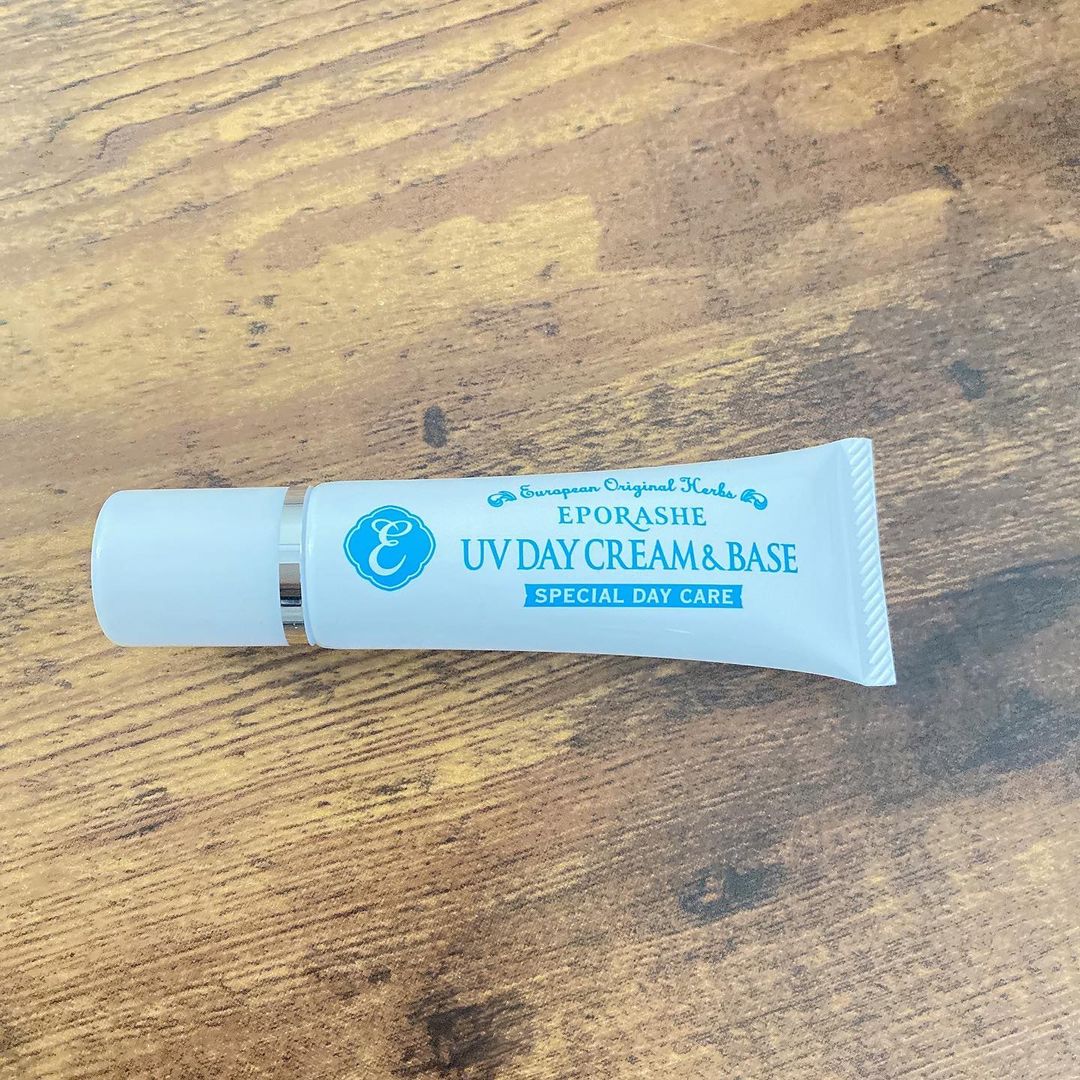 E
European Original Herbs
EPORASHE
UV DAY CREAM & BASE
SPECIAL DAY CARE